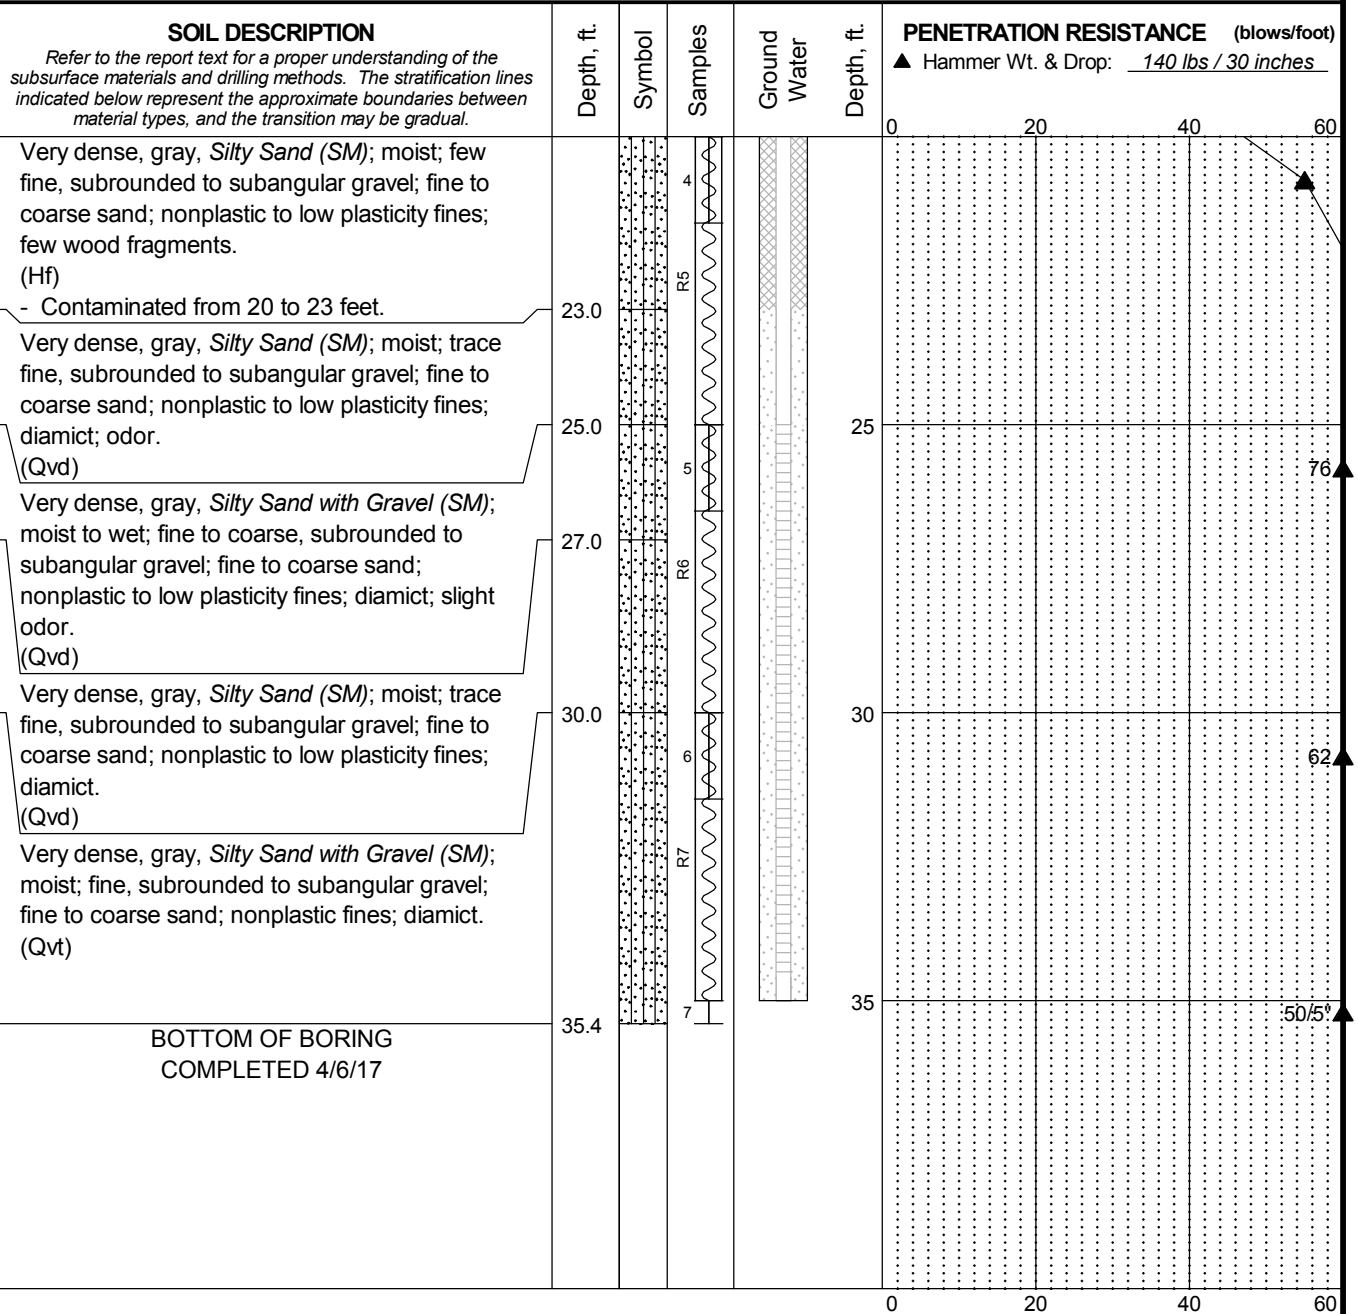 SOIL DESCRIPTION
Refer to the report text for a proper understanding of the
subsurface materials and drilling methods. The stratification lines
indicated below represent the approximate boundaries between
material types, and the transition may be gradual.
Depth, ft.
Symbol
Samples
Ground
Water
Depth, ft.
PENETRATION RESISTANCE (blows/foot)
▲ Hammer Wt. & Drop: 140 lbs / 30 inches
0 20 40 60
Very dense, gray, Silty Sand (SM); moist; few
fine, subrounded to subangular gravel; fine to
coarse sand; nonplastic to low plasticity fines;
few wood fragments.
(Hf)
- Contaminated from 20 to 23 feet.
Very dense, gray, Silty Sand (SM); moist; trace
fine, subrounded to subangular gravel; fine to
coarse sand; nonplastic to low plasticity fines;
diamict; odor.
(Qvd)
Very dense, gray, Silty Sand with Gravel (SM);
moist to wet; fine to coarse, subrounded to
subangular gravel; fine to coarse sand;
nonplastic to low plasticity fines; diamict; slight
odor.
(Qvd)
Very dense, gray, Silty Sand (SM); moist; trace
fine, subrounded to subangular gravel; fine to
coarse sand; nonplastic to low plasticity fines;
diamict.
(Qvd)
Very dense, gray, Silty Sand with Gravel (SM);
moist; fine, subrounded to subangular gravel;
fine to coarse sand; nonplastic fines; diamict.
(Qvt)
BOTTOM OF BORING
COMPLETED 4/6/17
23.0
25.0
27.0
30.0
35.4
4
R5
5
R6
6
R7
7
25
30
35
76
62
50/5"
0 20 40 60